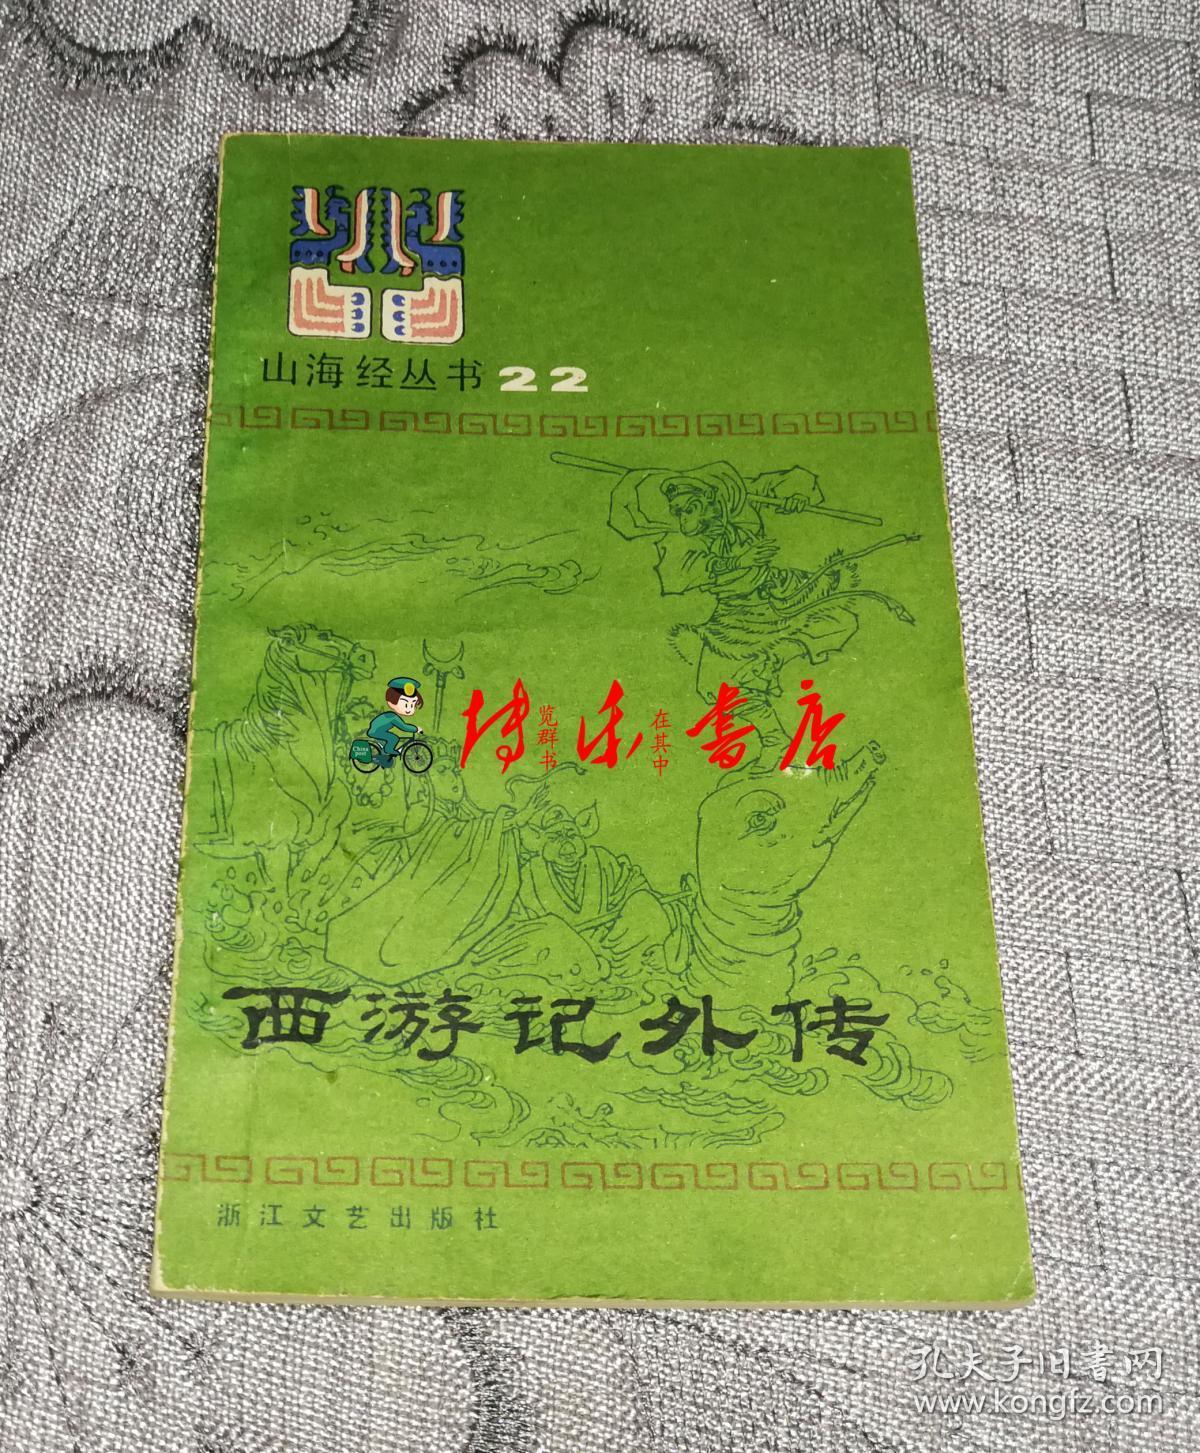 山海经丛书 22
China post
博览群书乐在其中书店
西游记外传
浙江文艺出版社
孔夫子旧书网
www.kongfz.com